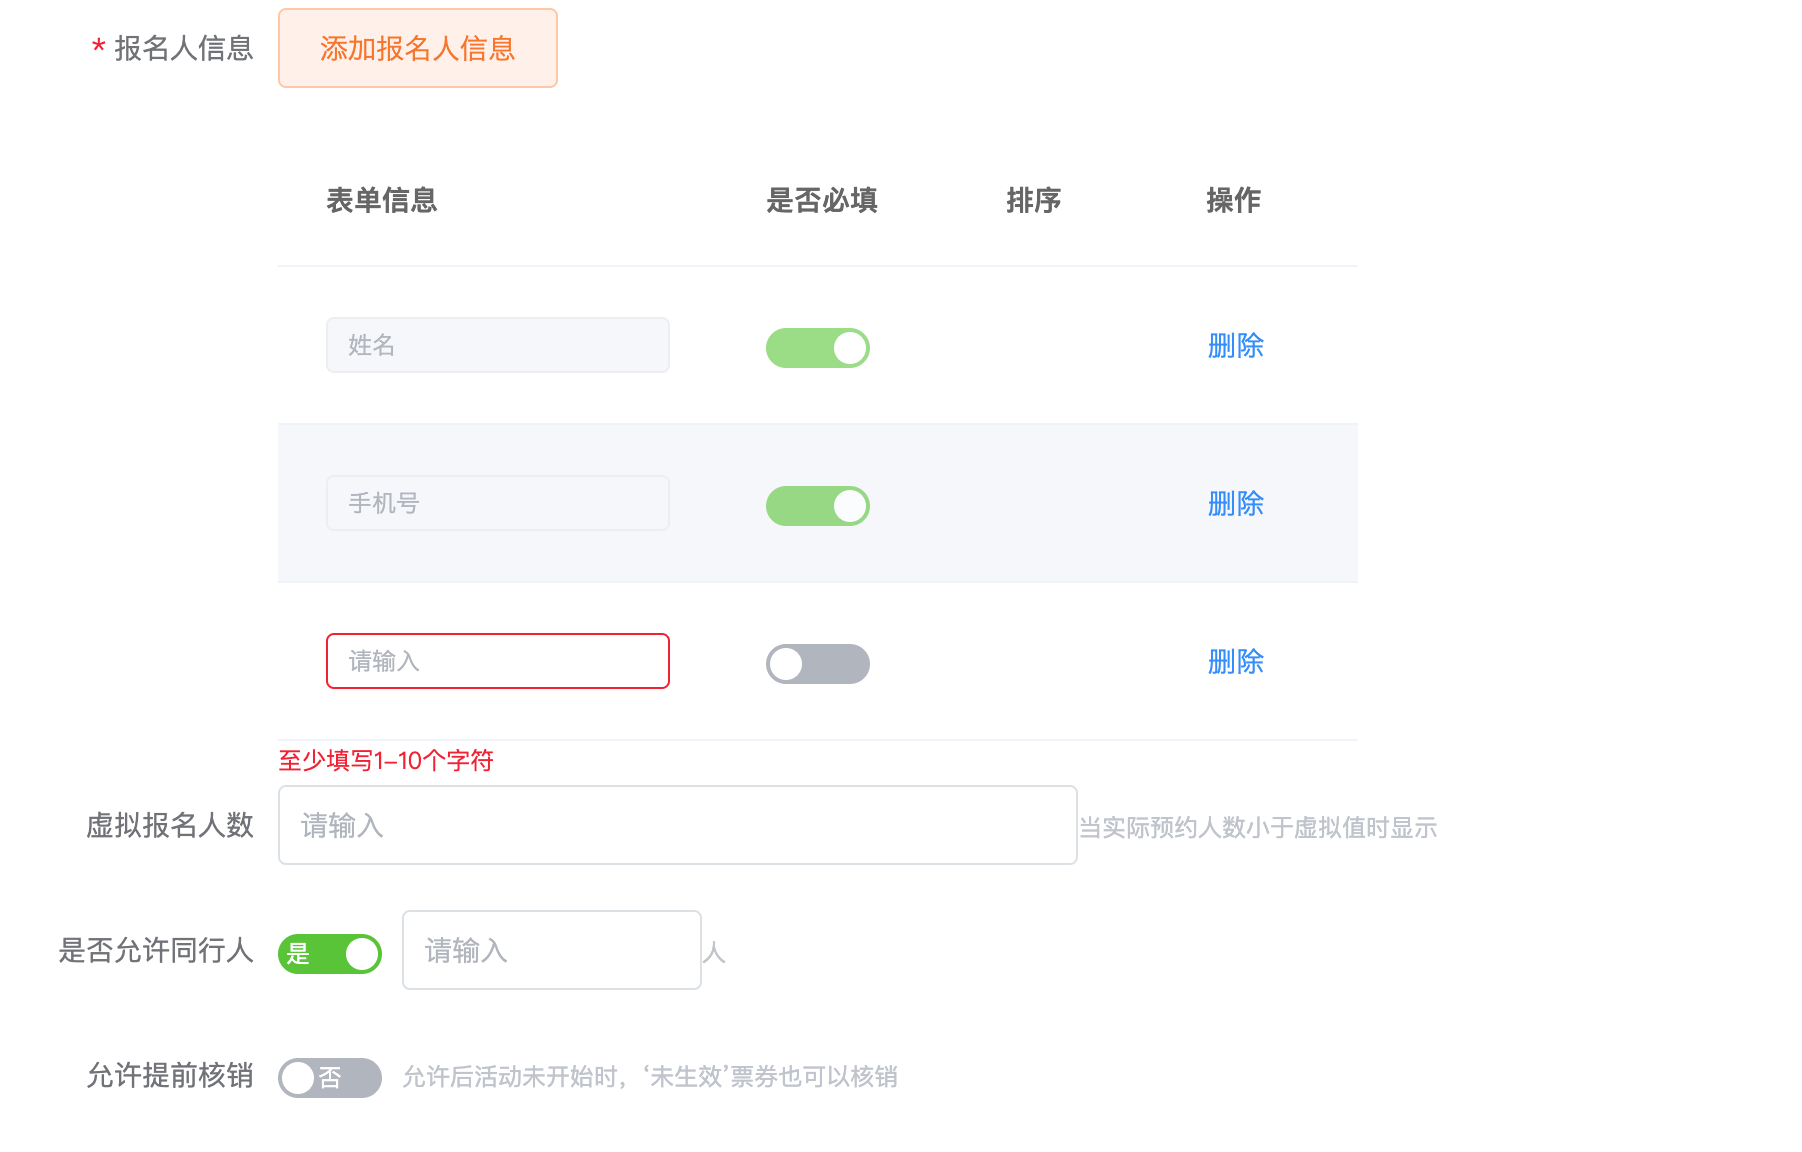 * 报名人信息 添加报名人信息
表单信息 是否必填 排序 操作
姓名 删除
手机号 删除
请输入 删除
至少填写1-10个字符
虚拟报名人数 请输入 当实际预约人数小于虚拟值时显示
是否允许同行人 是 请输入 人
允许提前核销 否 允许后活动未开始时，‘未生效’票券也可以核销